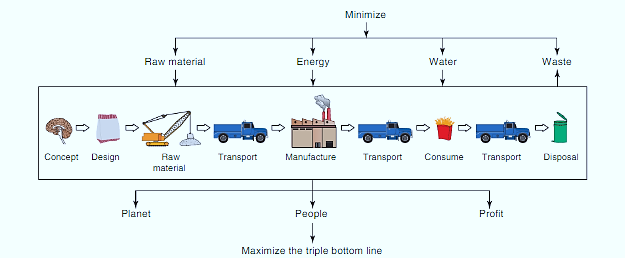 Minimize
Raw material Energy Water Waste
Concept Design Raw material Transport Manufacture Transport Consume Transport Disposal
Planet People Profit
Maximize the triple bottom line